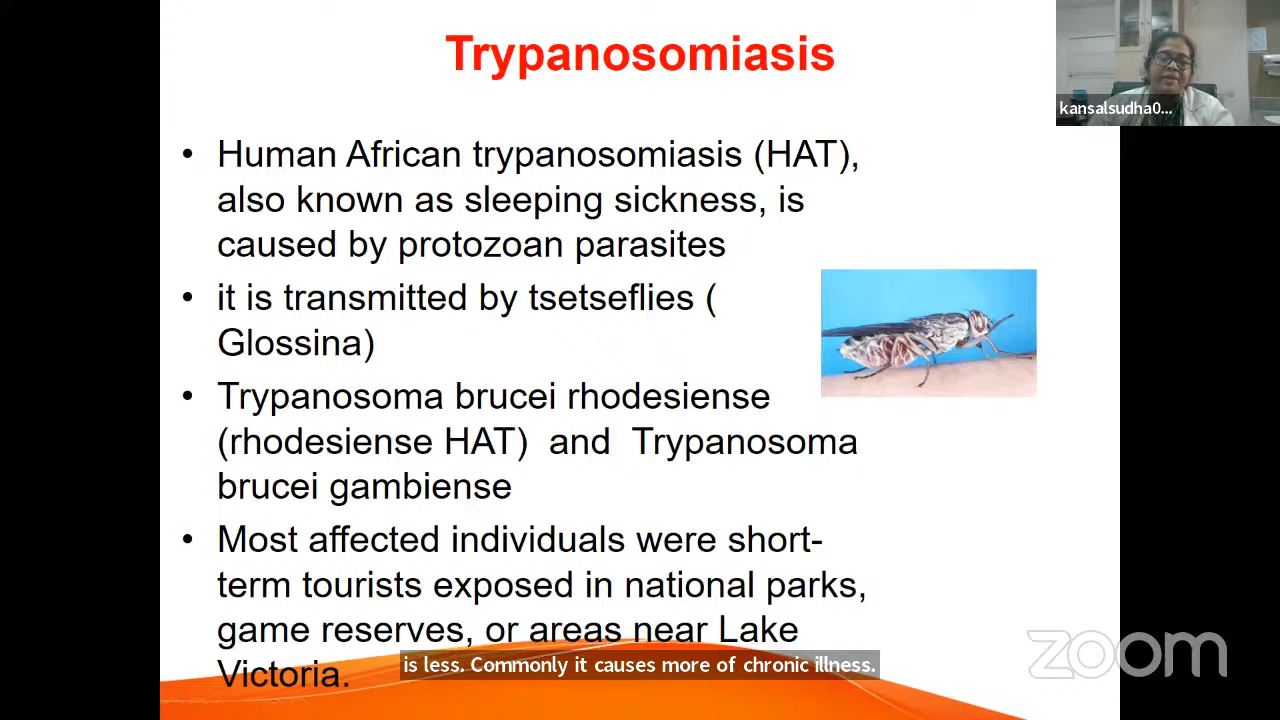 Trypanosomiasis
kansalsudha0...
• Human African trypanosomiasis (HAT),
also known as sleeping sickness, is
caused by protozoan parasites
• it is transmitted by tsetseflies (
Glossina)
• Trypanosoma brucei rhodesiense
(rhodesiense HAT)  and  Trypanosoma
brucei gambiense
• Most affected individuals were short-
term tourists exposed in national parks,
game reserves, or areas near Lake
Victoria.
is less. Commonly it causes more of chronic illness.
zoom